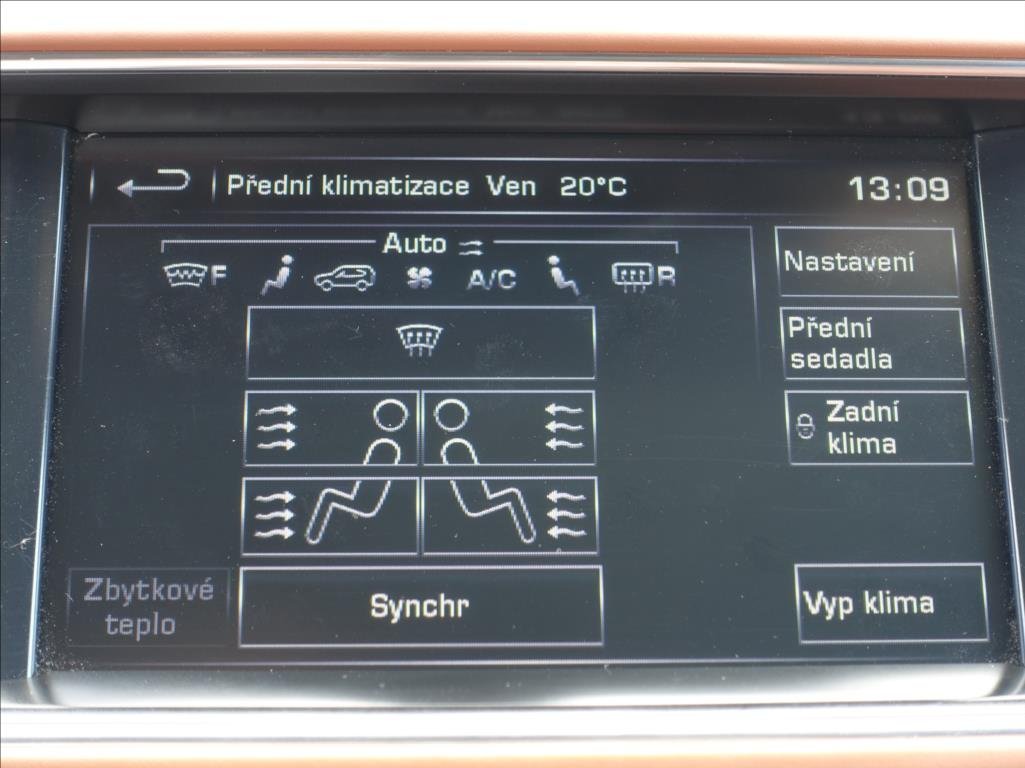 Přední klimatizace Ven 20°C 13:09
Auto
F A/C R
Nastavení
Přední
sedadla
Zadní
klima
Zbytkové
teplo
Synchr
Vyp klima